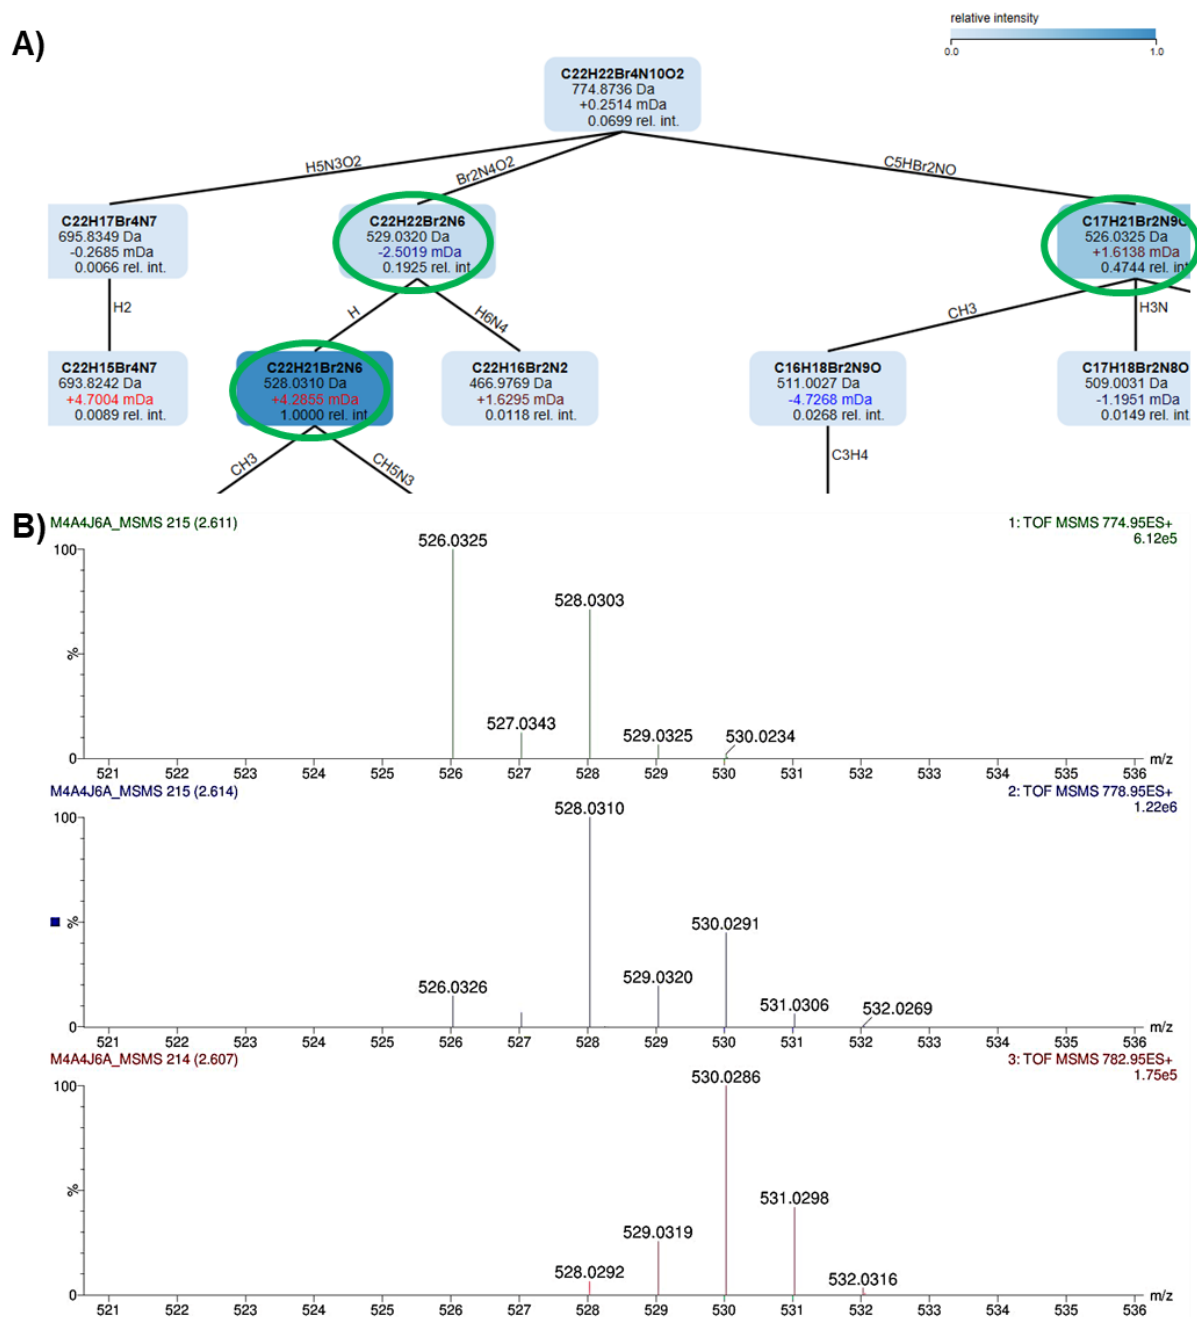 A)
relative intensity
0.0 1.0
C22H22Br4N10O2
774.8736 Da
+0.2514 mDa
0.0699 rel. int.
H5N3O2
Br2N4O2
C5HBr2NO
C22H17Br4N7
695.8349 Da
-0.2685 mDa
0.0066 rel. int.
C22H22Br2N6
529.0320 Da
-2.5019 mDa
0.1925 rel. int
C17H21Br2N9O
526.0325 Da
+1.6138 mDa
0.4744 rel. int
H2
H
H6N4
CH3
H3N
C22H15Br4N7
693.8242 Da
+4.7004 mDa
0.0089 rel. int.
C22H21Br2N6
528.0310 Da
+4.2855 mDa
1.0000 rel. int
C22H16Br2N2
466.9769 Da
+1.6295 mDa
0.0118 rel. int.
C16H18Br2N9O
511.0027 Da
-4.7268 mDa
0.0268 rel. int.
C17H18Br2N8O
509.0031 Da
-1.1951 mDa
0.0149 rel. int.
CH3
CH5N3
C3H4
B)
M4A4J6A_MSMS 215 (2.611)
1: TOF MSMS 774.95ES+
6.12e5
100
%
0
526.0325
527.0343
528.0303
529.0325
530.0234
521 522 523 524 525 526 527 528 529 530 531 532 533 534 535 536 m/z
M4A4J6A_MSMS 215 (2.614)
2: TOF MSMS 778.95ES+
1.22e6
100
%
0
526.0326
528.0310
529.0320
530.0291
531.0306
532.0269
521 522 523 524 525 526 527 528 529 530 531 532 533 534 535 536 m/z
M4A4J6A_MSMS 214 (2.607)
3: TOF MSMS 782.95ES+
1.75e5
100
%
0
528.0292
529.0319
530.0286
531.0298
532.0316
521 522 523 524 525 526 527 528 529 530 531 532 533 534 535 536 m/z